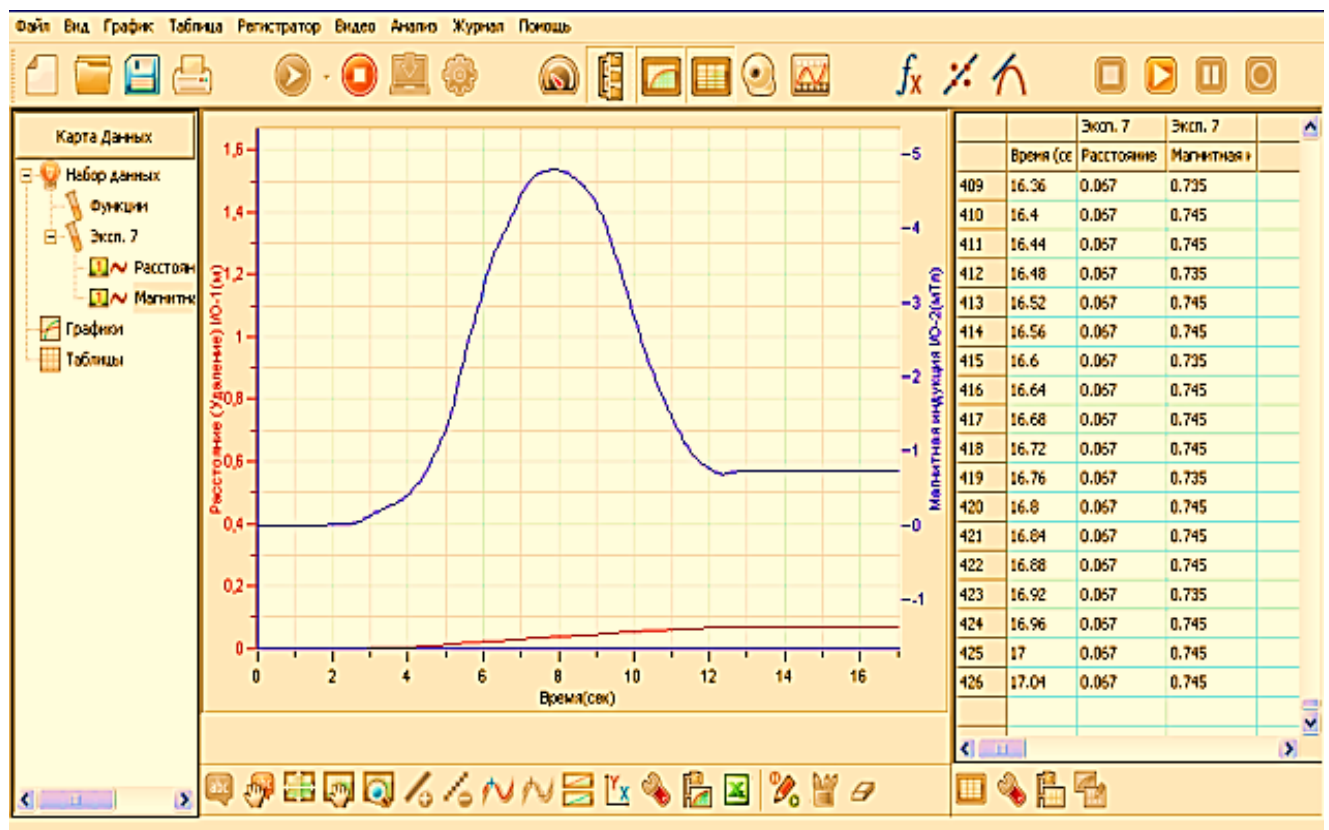 Файл Вид График Таблица Регистратор Видео Анализ Журнал Помощь
Карта Данных
Набор данных
Функции
Эксп. 7
1 Расстоян
1 Магнитна
Графики
Таблицы
Расстояние (Удаление) I/O-1(м)
1,6
1,4
1,2
1
0,8
0,6
0,4
0,2
0
0 2 4 6 8 10 12 14 16
Время(сек)
5
4
3
2
1
0
-1
Магнитная индукция I/O-2(мТл)
Эксп. 7 Эксп. 7
Время (се Расстояние Магнитная и
409 16.36 0.067 0.735
410 16.4 0.067 0.745
411 16.44 0.067 0.745
412 16.48 0.067 0.735
413 16.52 0.067 0.745
414 16.56 0.067 0.745
415 16.6 0.067 0.735
416 16.64 0.067 0.745
417 16.68 0.067 0.745
418 16.72 0.067 0.745
419 16.76 0.067 0.735
420 16.8 0.067 0.745
421 16.84 0.067 0.745
422 16.88 0.067 0.745
423 16.92 0.067 0.735
424 16.96 0.067 0.745
425 17 0.067 0.745
426 17.04 0.067 0.745
fx
abc
Yx